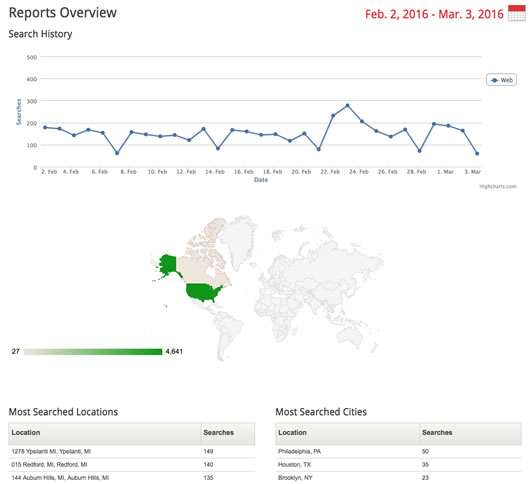 Reports Overview
Feb. 2, 2016 - Mar. 3, 2016
Search History
500
400
300
200
100
0
Searches
Web
2. Feb 4. Feb 6. Feb 8. Feb 10. Feb 12. Feb 14. Feb 16. Feb 18. Feb 20. Feb 22. Feb 24. Feb 26. Feb 28. Feb 1. Mar 3. Mar
Date
Highcharts.com
27 4,641
Most Searched Locations
Location Searches
1278 Ypsilanti MI, Ypsilanti, MI 149
015 Redford, MI, Redford, MI 140
144 Auburn Hills, MI, Auburn Hills, MI 135
Most Searched Cities
Location Searches
Philadelphia, PA 50
Houston, TX 35
Brooklyn, NY 23